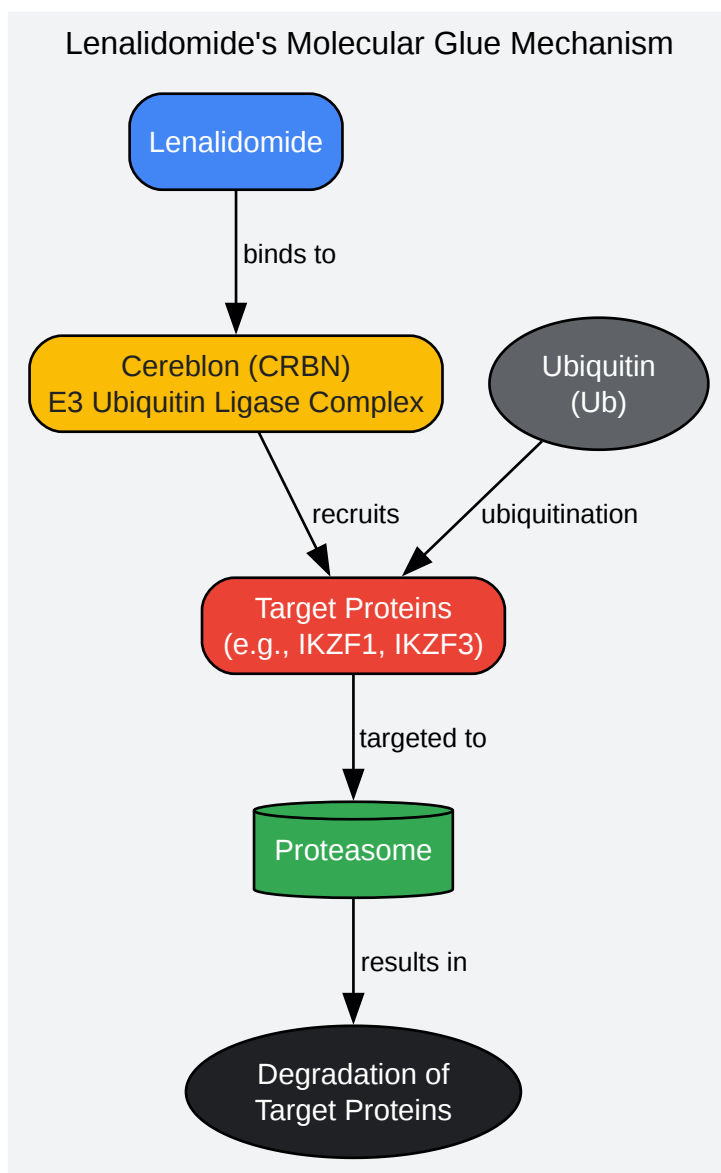 Lenalidomide's Molecular Glue Mechanism
Lenalidomide
binds to
Cereblon (CRBN)
E3 Ubiquitin Ligase Complex
Ubiquitin
(Ub)
recruits
ubiquitination
Target Proteins
(e.g., IKZF1, IKZF3)
targeted to
Proteasome
results in
Degradation of
Target Proteins